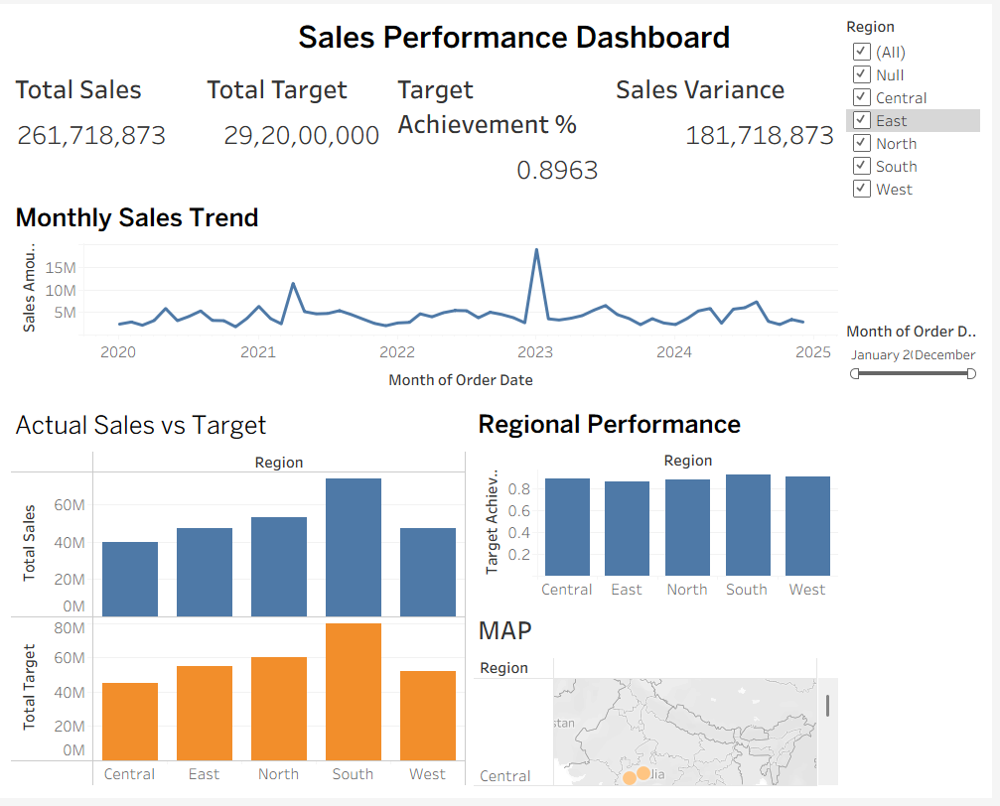 Sales Performance Dashboard
Total Sales
261,718,873
Total Target
29,20,00,000
Target
Achievement %
0.8963
Sales Variance
181,718,873
Region
(All)
Null
Central
East
North
South
West
Monthly Sales Trend
Sales Amou..
15M
10M
5M
2020 2021 2022 2023 2024 2025
Month of Order Date
Month of Order D..
January 2( December
Actual Sales vs Target
Region
Total Sales
60M
40M
20M
0M
Total Target
80M
60M
40M
20M
0M
Central East North South West
Regional Performance
Region
Target Achiev..
0.8
0.6
0.4
0.2
Central East North South West
MAP
Region
Central
stan
dia